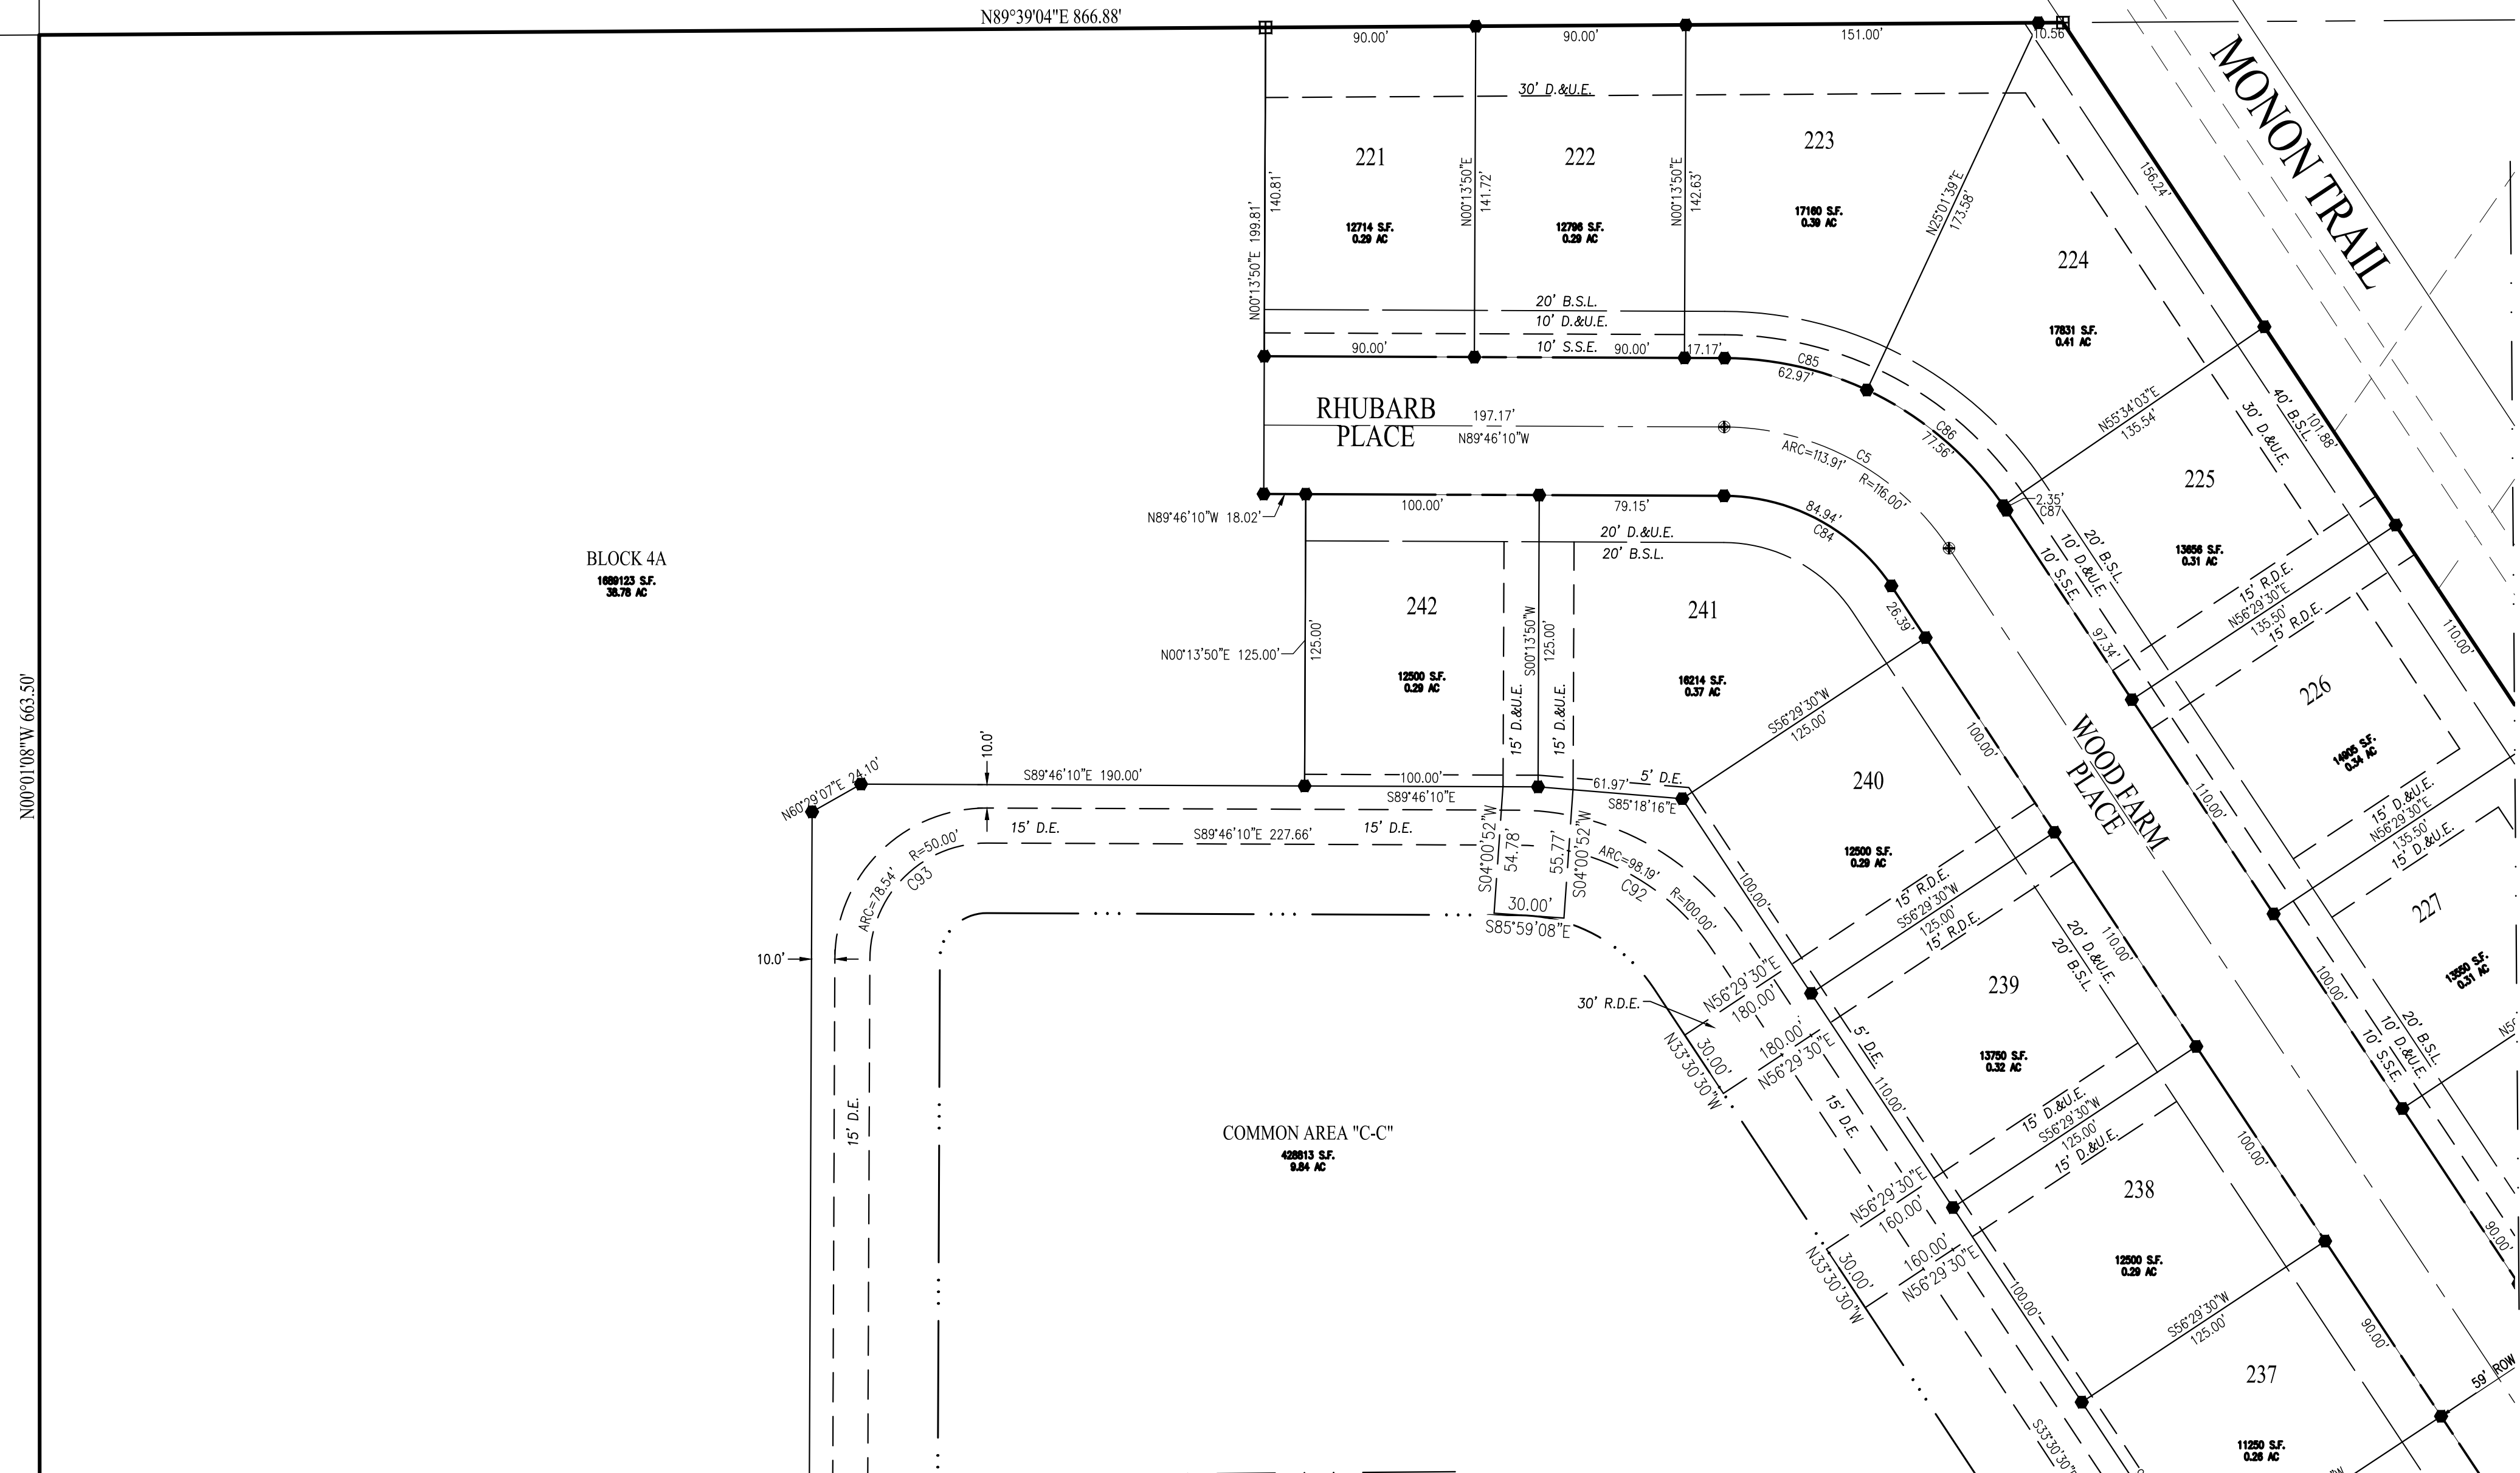 N89°39'04"E 866.88'
90.00'
90.00'
151.00'
10.56'
MONON TRAIL
30' D.&U.E.
221
222
223
224
12714 S.F.
0.29 AC
12796 S.F.
0.29 AC
17160 S.F.
0.39 AC
17831 S.F.
0.41 AC
N00°13'50"E 199.81'
140.81'
N00°13'50"E
141.72'
N00°13'50"E
142.63'
N25°01'39"E
173.58'
156.24'
20' B.S.L.
10' D.&U.E.
10' S.S.E.
90.00'
90.00'
17.17'
C85
62.97'
C86
77.56'
RHUBARB
PLACE
197.17'
N89°46'10"W
C5
ARC=113.91'
R=116.00'
N55°34'03"E
135.54'
30' D.&U.E.
40' B.S.L.
101.88'
225
13656 S.F.
0.31 AC
2.35'
C87
20' B.S.L.
10' D.&U.E.
10' S.S.E.
97.34'
15' R.D.E.
N56°29'30"E
135.50'
15' R.D.E.
110.00'
N89°46'10"W 18.02'
100.00'
79.15'
84.94'
C84
20' D.&U.E.
20' B.S.L.
26.39'
BLOCK 4A
1689123 S.F.
38.78 AC
242
12500 S.F.
0.29 AC
241
16214 S.F.
0.37 AC
N00°13'50"E 125.00'
125.00'
S00°13'50"W
125.00'
15' D.&U.E.
15' D.&U.E.
S56°29'30"W
125.00'
226
14905 S.F.
0.34 AC
WOOD FARM
PLACE
100.00'
110.00'
N00°01'08"W 663.50'
N60°29'07"E 24.10'
10.0'
S89°46'10"E 190.00'
100.00'
S89°46'10"E
61.97'
5' D.E.
S85°18'16"E
240
12500 S.F.
0.29 AC
15' D.E.
S89°46'10"E 227.66'
15' D.E.
R=50.00'
ARC=78.54'
C93
S04°00'52"W
54.78'
55.77'
S04°00'52"W
30.00'
S85°59'08"E
ARC=98.19'
C92
R=100.00'
100.00'
15' R.D.E.
S56°29'30"W
125.00'
15' R.D.E.
15' D.&U.E.
N56°29'30"E
135.50'
15' D.&U.E.
227
13550 S.F.
0.31 AC
20' D.&U.E.
20' B.S.L.
110.00'
100.00'
10.0'
N56°29'30"E
180.00'
30' R.D.E.
30.00'
N33°30'30"W
180.00'
N56°29'30"E
5' D.E.
110.00'
239
13750 S.F.
0.32 AC
20' B.S.L.
10' D.&U.E.
10' S.S.E.
15' D.E.
15' D.E.
15' D.&U.E.
S56°29'30"W
125.00'
15' D.&U.E.
100.00'
COMMON AREA "C-C"
428613 S.F.
9.84 AC
N56°29'30"E
160.00'
30.00'
N33°30'30"W
160.00'
N56°29'30"E
238
12500 S.F.
0.29 AC
100.00'
90.00'
S56°29'30"W
125.00'
90.00'
237
11250 S.F.
0.26 AC
59' ROW
S33°30'30"E